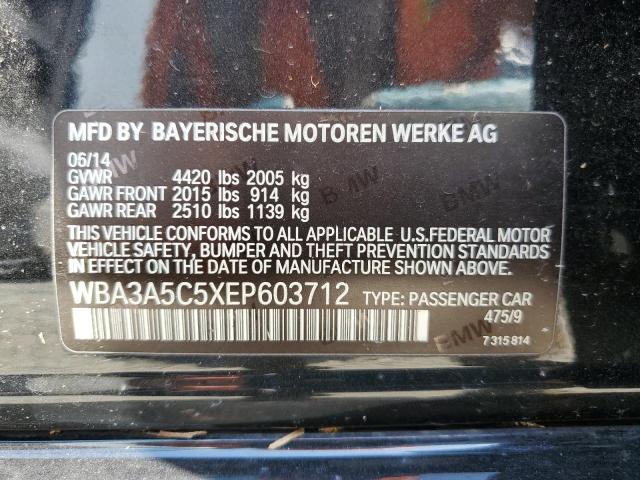 MFD BY BAYERISCHE MOTOREN WERKE AG
06/14
GVWR 4420 lbs 2005 kg
GAWR FRONT 2015 lbs 914 kg
GAWR REAR 2510 lbs 1139 kg
THIS VEHICLE CONFORMS TO ALL APPLICABLE U.S. FEDERAL MOTOR
VEHICLE SAFETY, BUMPER AND THEFT PREVENTION STANDARDS
IN EFFECT ON THE DATE OF MANUFACTURE SHOWN ABOVE.
WBA3A5C5XEP603712 TYPE: PASSENGER CAR
475/9
7 315 814
BMW
BMW
BMW